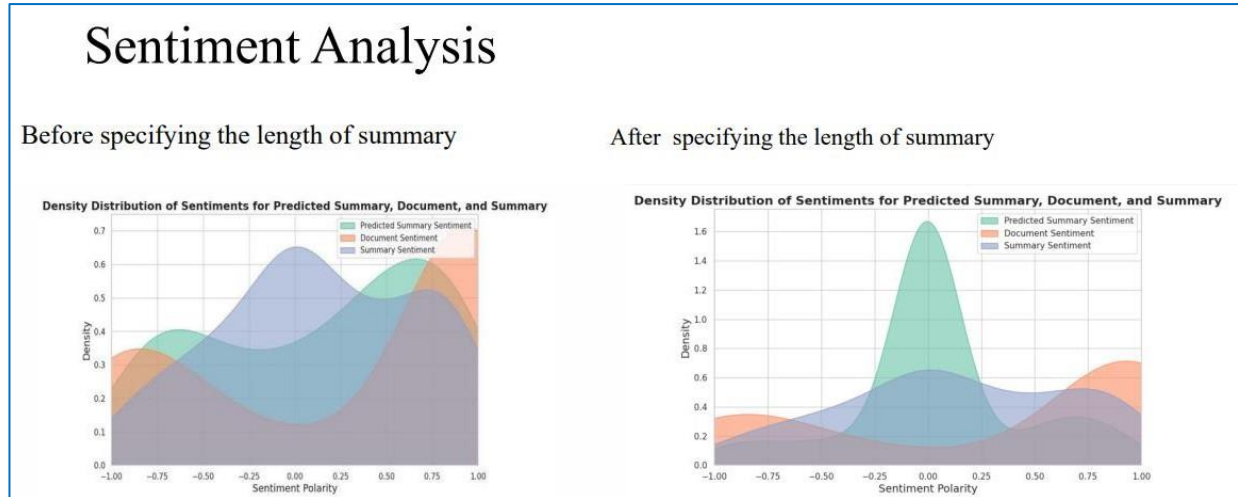 Sentiment Analysis
Before specifying the length of summary
After specifying the length of summary
Density Distribution of Sentiments for Predicted Summary, Document, and Summary
Predicted Summary Sentiment
Document Sentiment
Summary Sentiment
0.7
0.6
0.5
0.4
0.3
0.2
0.1
0.0
Density
-1.00 -0.75 -0.50 -0.25 0.00 0.25 0.50 0.75 1.00
Sentiment Polarity
Density Distribution of Sentiments for Predicted Summary, Document, and Summary
Predicted Summary Sentiment
Document Sentiment
Summary Sentiment
1.6
1.4
1.2
1.0
0.8
0.6
0.4
0.2
0.0
Density
-1.00 -0.75 -0.50 -0.25 0.00 0.25 0.50 0.75 1.00
Sentiment Polarity